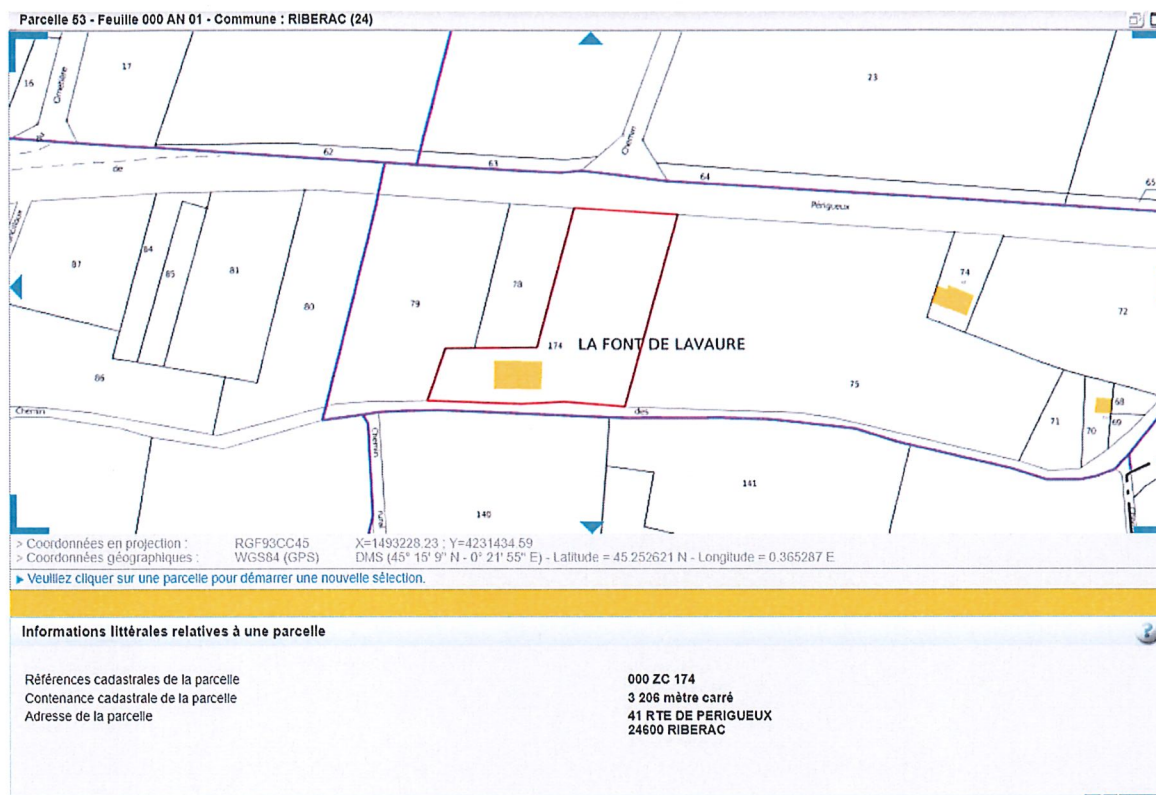 Parcelle 53 - Feuille 000 AN 01 - Commune : RIBERAC (24)
16
17
23
Cimetière
Chemin
62
63
64
65
de
Périgueux
87
84
85
81
80
79
78
74
72
86
174 LA FONT DE LAVAURE
75
71
70
68
69
Chemin
des
Chemin
rural
140
141
> Coordonnées en projection : RGF93CC45 X=1493228.23 ; Y=4231434.59
> Coordonnées géographiques : WGS84 (GPS) DMS (45° 15' 9" N - 0° 21' 55" E) - Latitude = 45.252621 N - Longitude = 0.365287 E
Veuillez cliquer sur une parcelle pour démarrer une nouvelle sélection.
Informations littérales relatives à une parcelle
?
Références cadastrales de la parcelle 000 ZC 174
Contenance cadastrale de la parcelle 3 206 mètre carré
Adresse de la parcelle 41 RTE DE PERIGUEUX
24600 RIBERAC